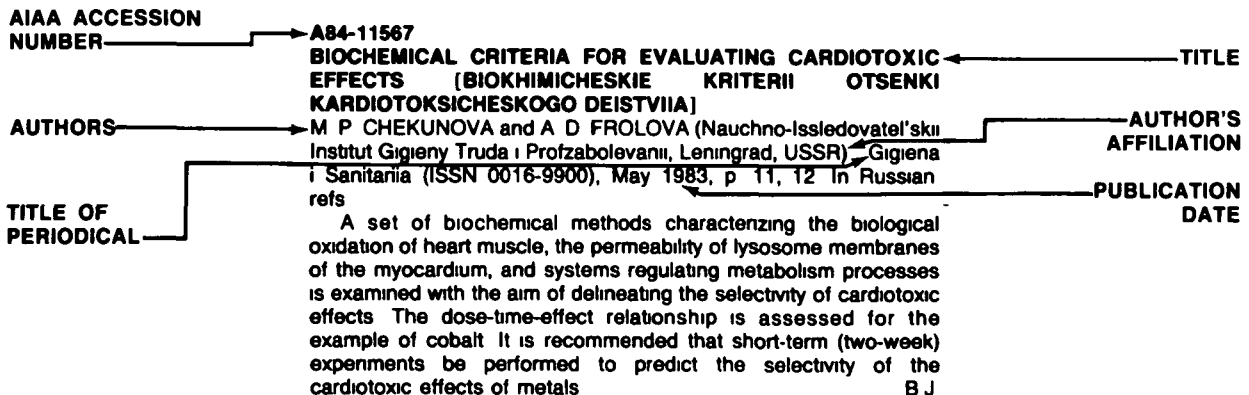 AIAA ACCESSION
NUMBER
A84-11567
BIOCHEMICAL CRITERIA FOR EVALUATING CARDIOTOXIC
EFFECTS [BIOKHIMICHESKIE KRITERII OTSENKI
KARDIOTOKSICHESKOGO DEISTVIIA]
TITLE
AUTHORS
M P CHEKUNOVA and A D FROLOVA (Nauchno-Issledovatel'skii
Institut Gigieny Truda i Profzabolevanii, Leningrad, USSR) Gigiena
i Sanitariia (ISSN 0016-9900), May 1983, p 11, 12 In Russian
refs
AUTHOR'S
AFFILIATION
TITLE OF
PERIODICAL
PUBLICATION
DATE
A set of biochemical methods characterizing the biological
oxidation of heart muscle, the permeability of lysosome membranes
of the myocardium, and systems regulating metabolism processes
is examined with the aim of delineating the selectivity of cardiotoxic
effects The dose-time-effect relationship is assessed for the
example of cobalt It is recommended that short-term (two-week)
experiments be performed to predict the selectivity of the
cardiotoxic effects of metals B J